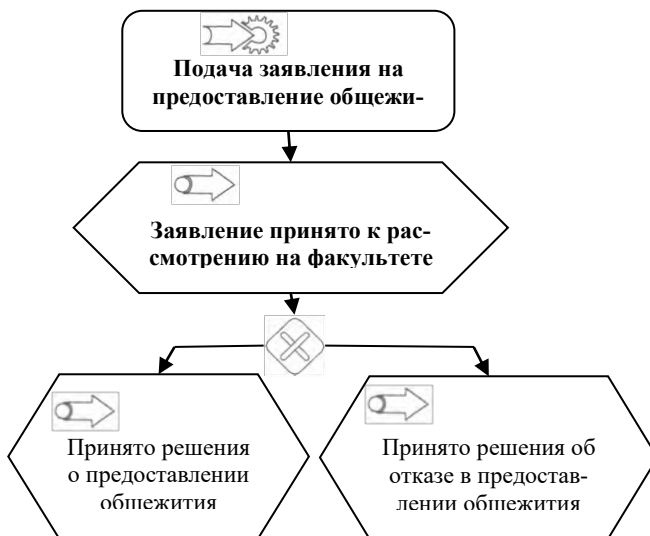 Подача заявления на
предоставление общежи-
Заявление принято к рас-
смотрению на факультете
Принято решения
о предоставлении
общежития
Принято решения об
отказе в предостав-
лении общежития